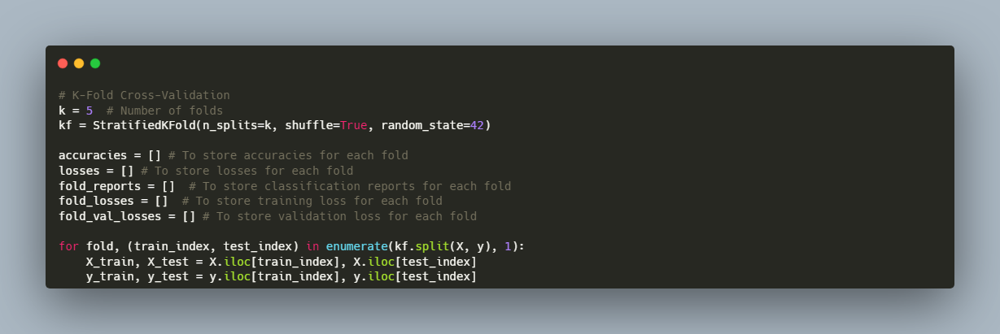 # K-Fold Cross-Validation
k = 5  # Number of folds
kf = StratifiedKFold(n_splits=k, shuffle=True, random_state=42)

accuracies = [] # To store accuracies for each fold
losses = [] # To store losses for each fold
fold_reports = []  # To store classification reports for each fold
fold_losses = []  # To store training loss for each fold
fold_val_losses = [] # To store validation loss for each fold

for fold, (train_index, test_index) in enumerate(kf.split(X, y), 1):
    X_train, X_test = X.iloc[train_index], X.iloc[test_index]
    y_train, y_test = y.iloc[train_index], y.iloc[test_index]